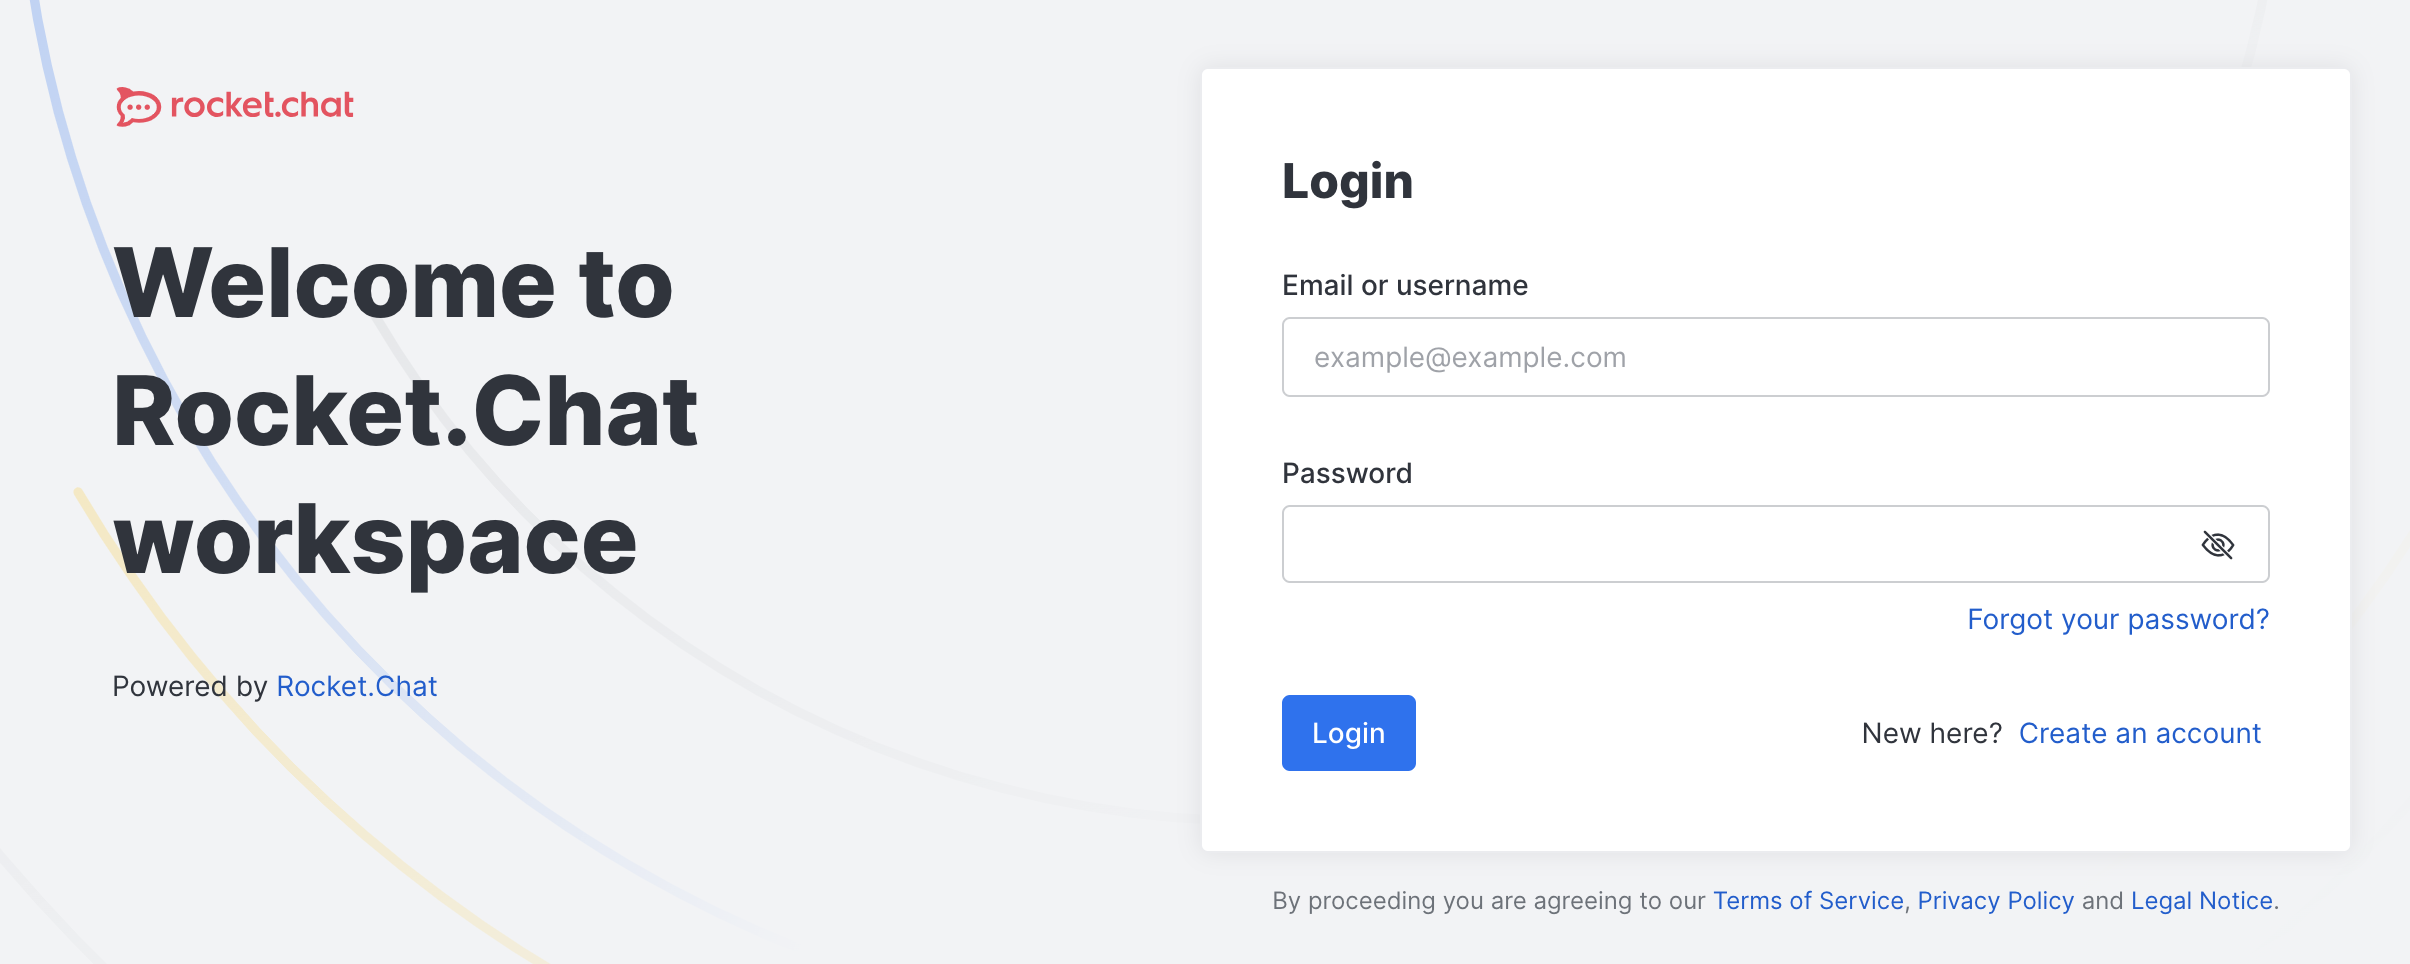 rocket.chat
Welcome to
Rocket.Chat
workspace
Powered by Rocket.Chat
Login
Email or username
example@example.com
Password
Forgot your password?
Login
New here? Create an account
By proceeding you are agreeing to our Terms of Service, Privacy Policy and Legal Notice.